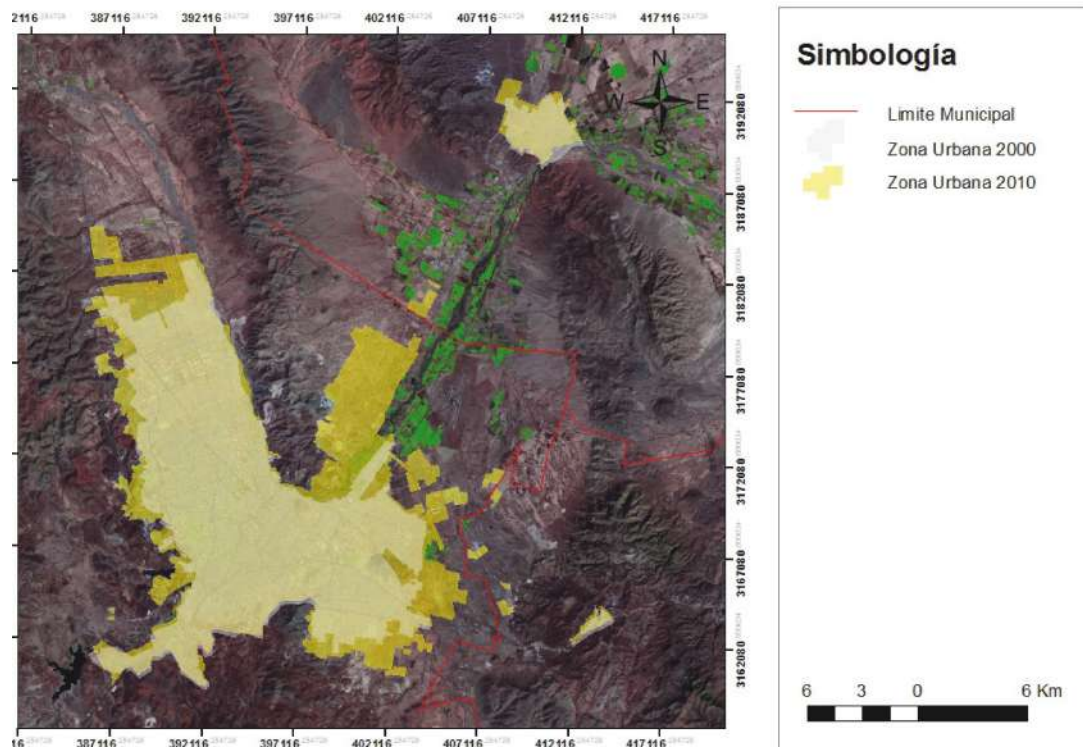 2116 387116 392116 397116 402116 407116 412116 417116
Simbología
N
W E
S
Limite Municipal
Zona Urbana 2000
Zona Urbana 2010
3192080
3187080
3182080
3177080
3172080
3167080
3162080
6 3 0 6 Km
16 387116 392116 397116 402116 407116 412116 417116